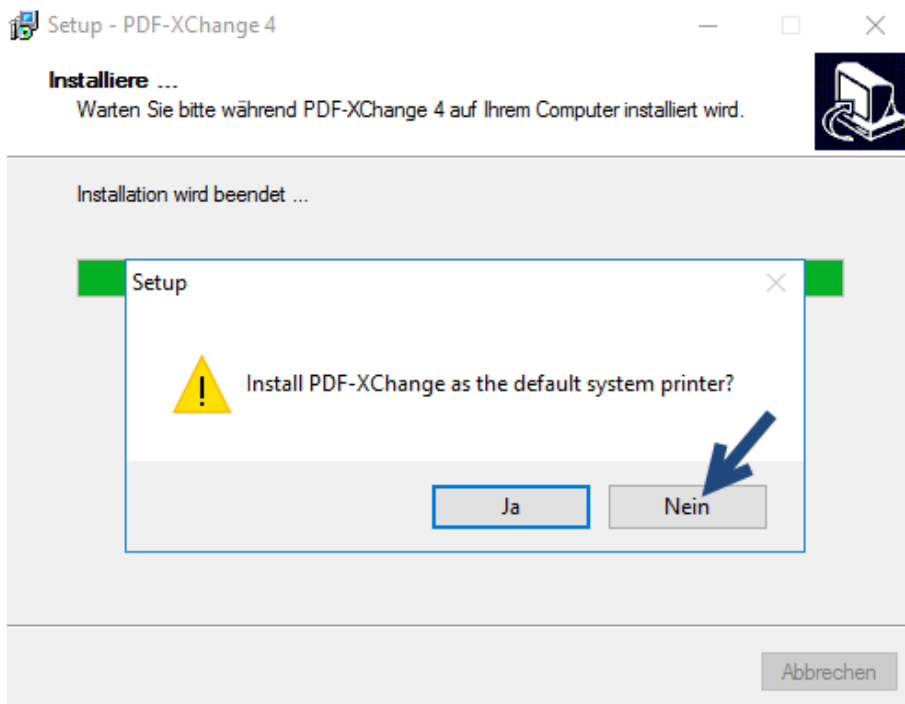 Setup - PDF-XChange 4
Installiere ...
Warten Sie bitte während PDF-XChange 4 auf Ihrem Computer installiert wird.
Installation wird beendet ...
Setup
Install PDF-XChange as the default system printer?
Ja
Nein
Abbrechen